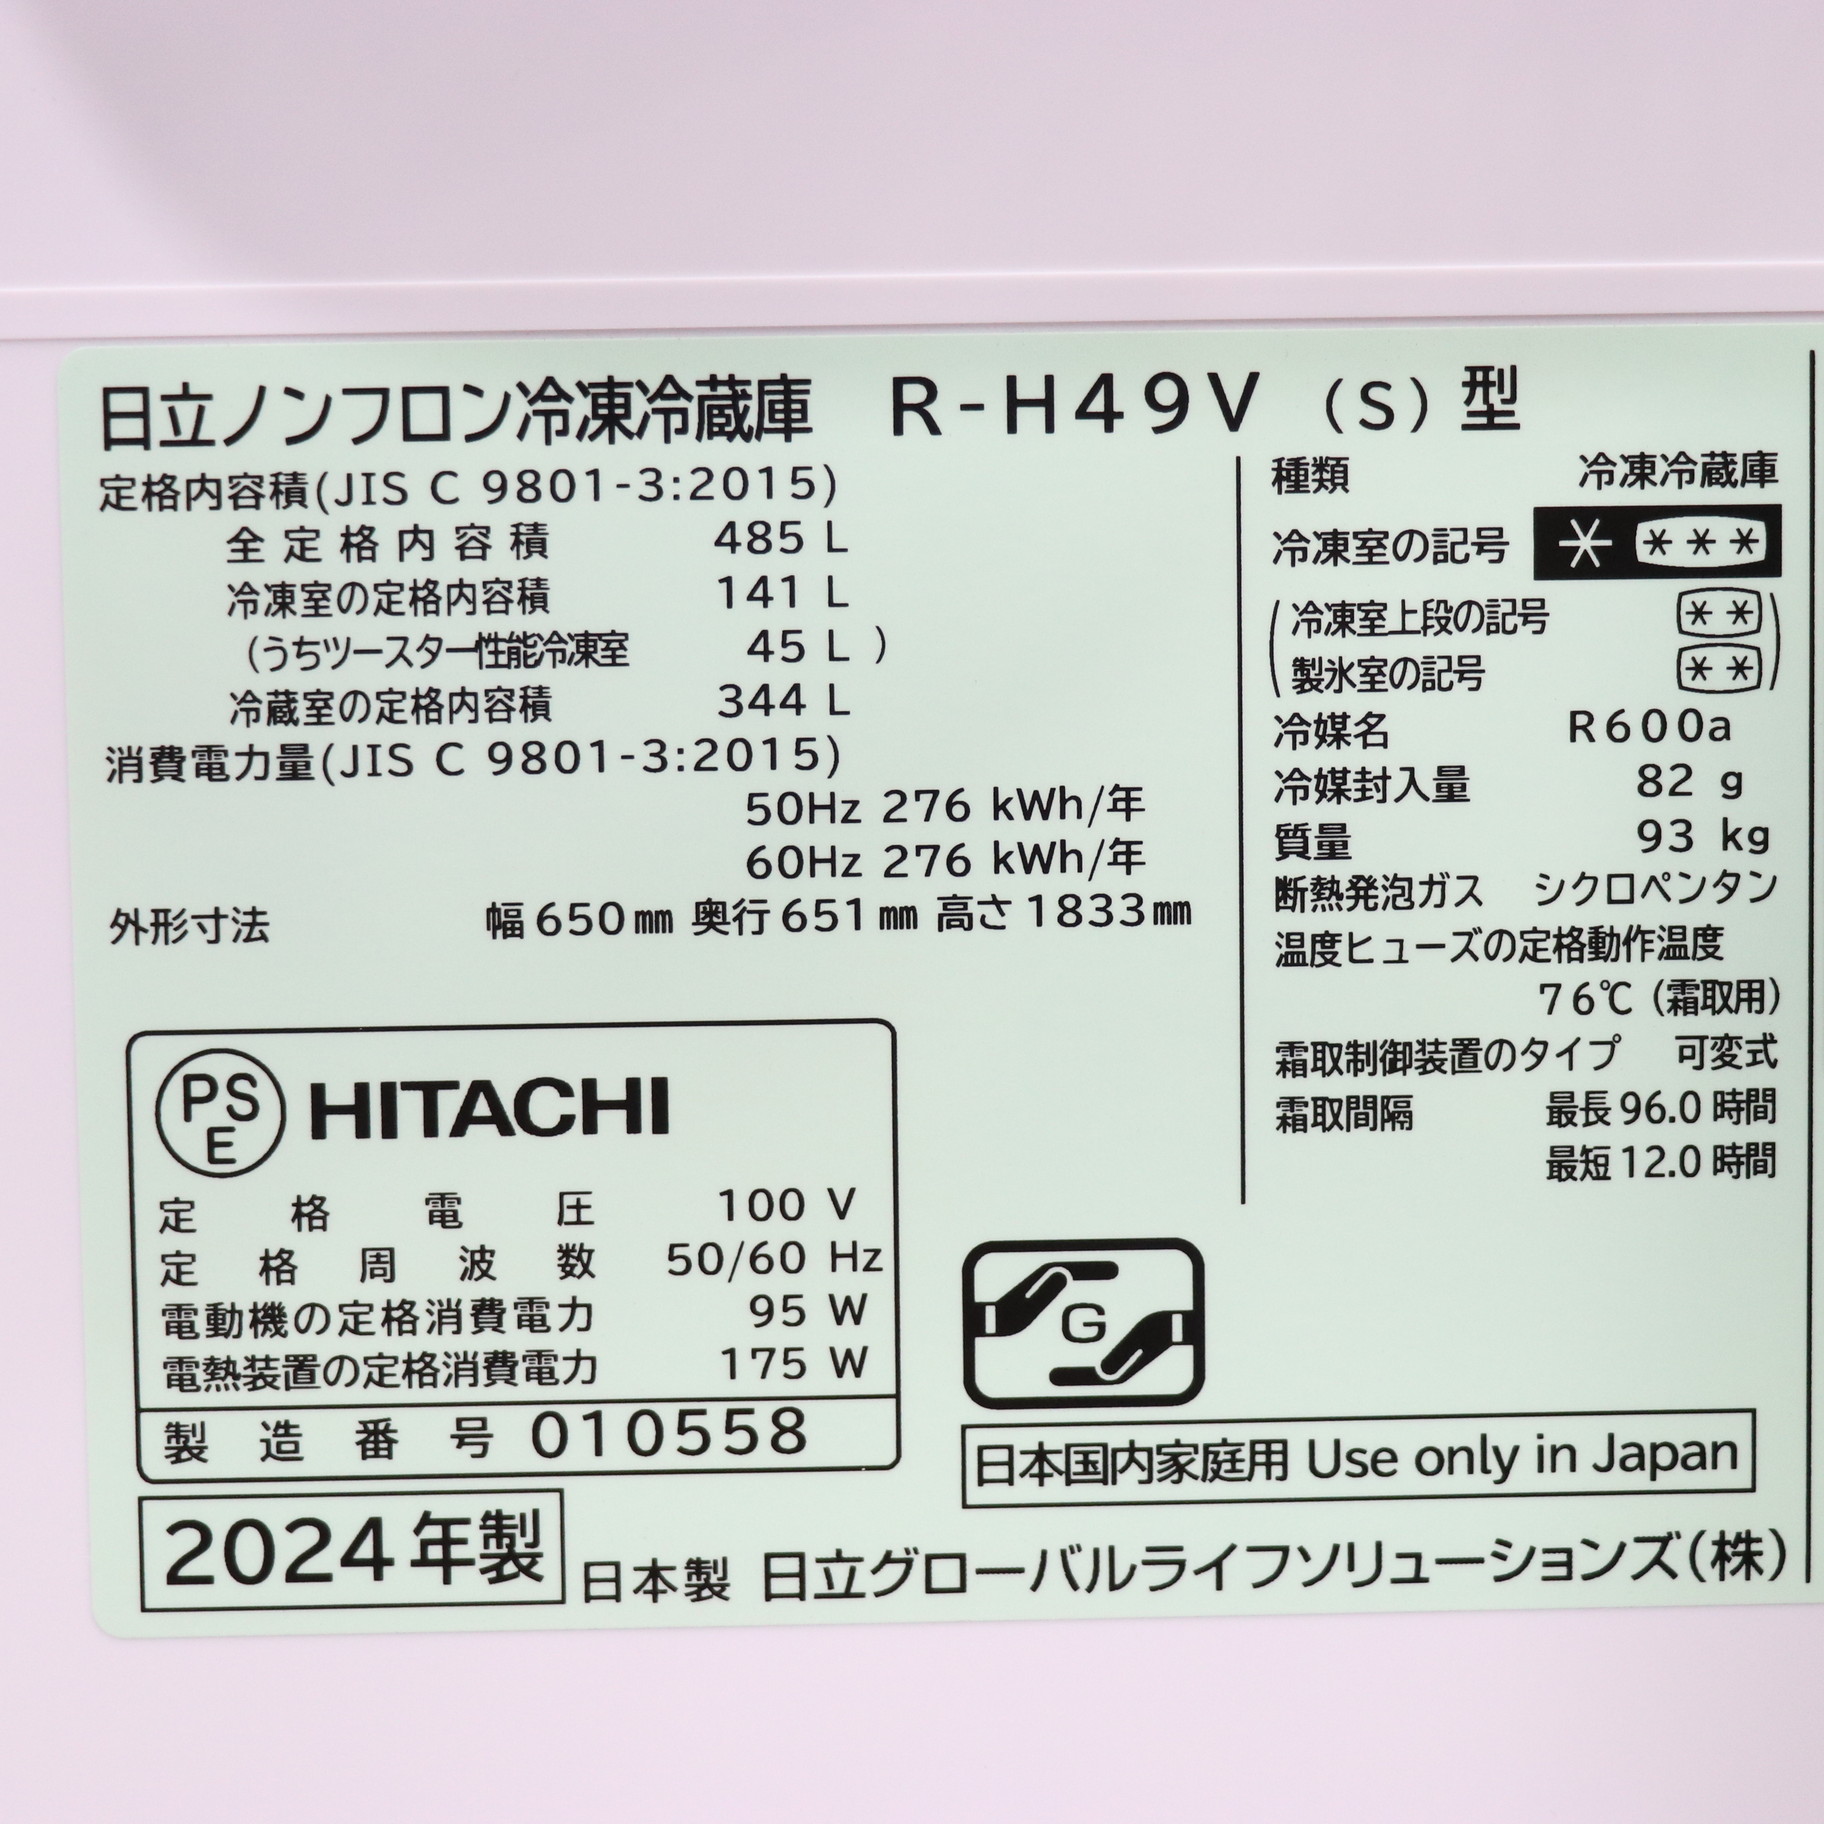 日立ノンフロン冷凍冷蔵庫 R-H49V (S) 型
定格内容積(JIS C 9801-3:2015)
全定格内容積 485 L
冷凍室の定格内容積 141 L
(うちツースター性能冷凍室 45 L )
冷蔵室の定格内容積 344 L
消費電力量(JIS C 9801-3:2015)
50Hz 276 kWh/年
60Hz 276 kWh/年
外形寸法 幅650㎜ 奥行651㎜ 高さ1833㎜
種類 冷凍冷蔵庫
冷凍室の記号 * ***
(冷凍室上段の記号 **
製氷室の記号 **)
冷媒名 R600a
冷媒封入量 82 g
質量 93 kg
断熱発泡ガス シクロペンタン
温度ヒューズの定格動作温度
76℃ (霜取用)
霜取制御装置のタイプ 可変式
霜取間隔 最長 96.0 時間
最短 12.0 時間
PSE HITACHI
定格電圧 100 V
定格周波数 50/60 Hz
電動機の定格消費電力 95 W
電熱装置の定格消費電力 175 W
製造番号 010558
G
日本国内家庭用 Use only in Japan
2024年製 日本製 日立グローバルライフソリューションズ(株)